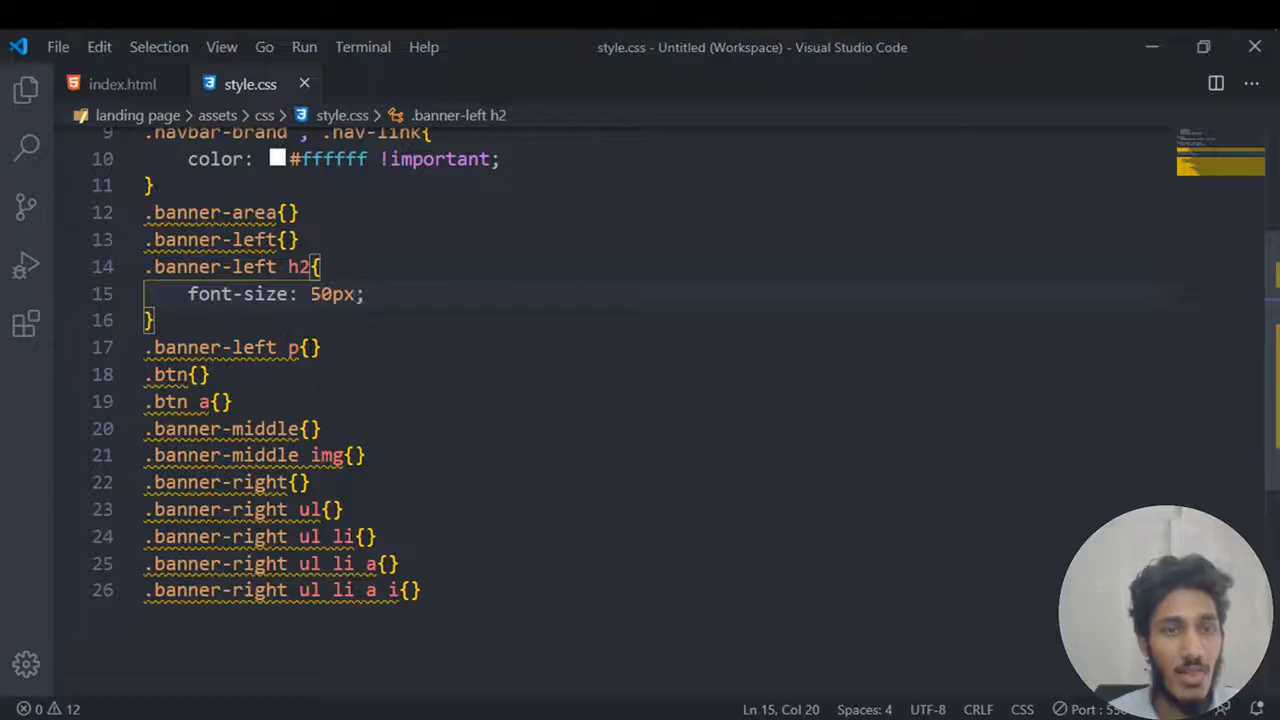 File Edit Selection View Go Run Terminal Help style.css - Untitled (Workspace) - Visual Studio Code
index.html style.css
landing page > assets > css > style.css > .banner-left h2
9 .navbar-brand , .nav-link{
10 color: #ffffff !important;
11 }
12 .banner-area{}
13 .banner-left{}
14 .banner-left h2{
15 font-size: 50px;
16 }
17 .banner-left p{}
18 .btn{}
19 .btn a{}
20 .banner-middle{}
21 .banner-middle img{}
22 .banner-right{}
23 .banner-right ul{}
24 .banner-right ul li{}
25 .banner-right ul li a{}
26 .banner-right ul li a i{}
0 12 Ln 15, Col 20 Spaces: 4 UTF-8 CRLF CSS Port :